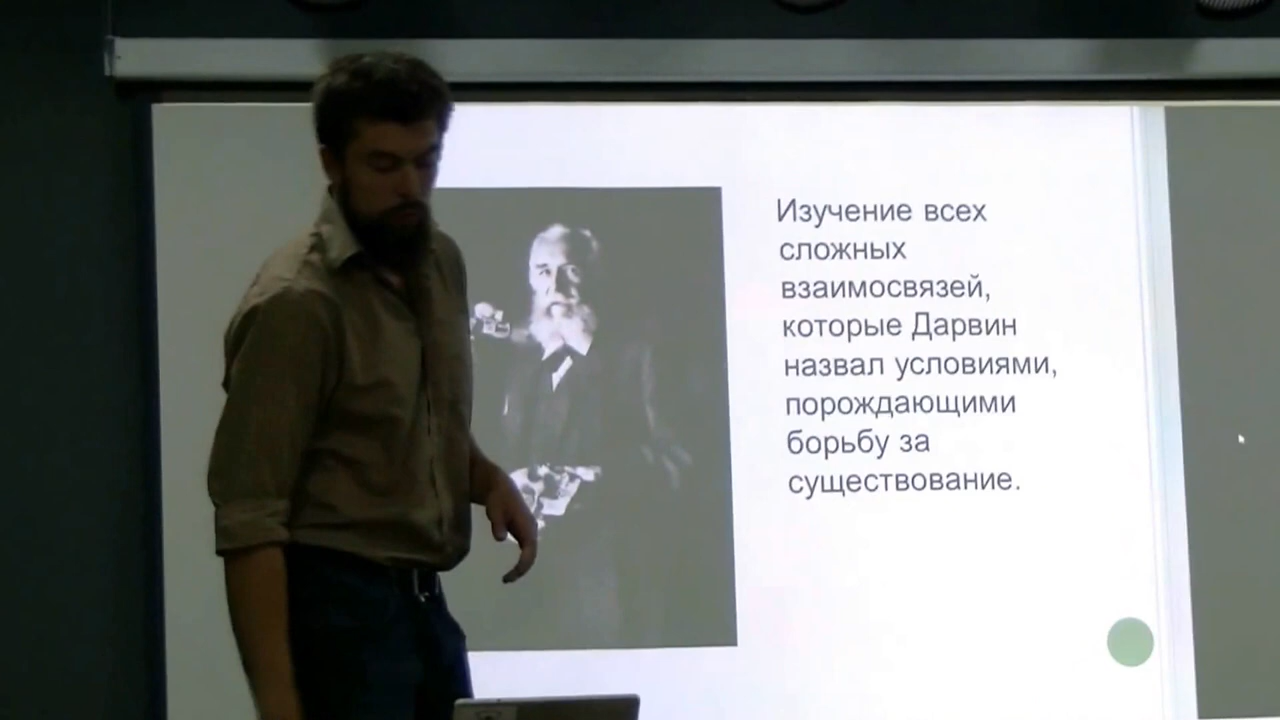 Изучение всех
сложных
взаимосвязей,
которые Дарвин
назвал условиями,
порождающими
борьбу за
существование.